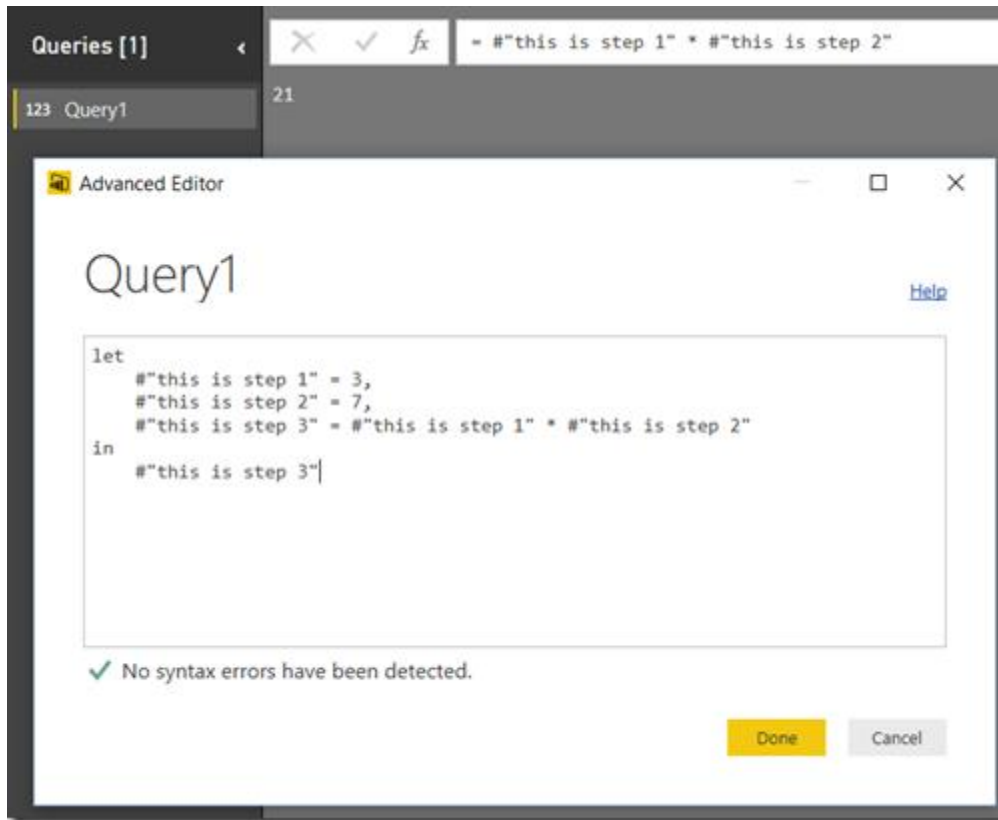 Queries [1]
= #"this is step 1" * #"this is step 2"
123 Query1
21
Advanced Editor
Query1
Help
let
#"this is step 1" = 3,
#"this is step 2" = 7,
#"this is step 3" = #"this is step 1" * #"this is step 2"
in
#"this is step 3"
No syntax errors have been detected.
Done
Cancel